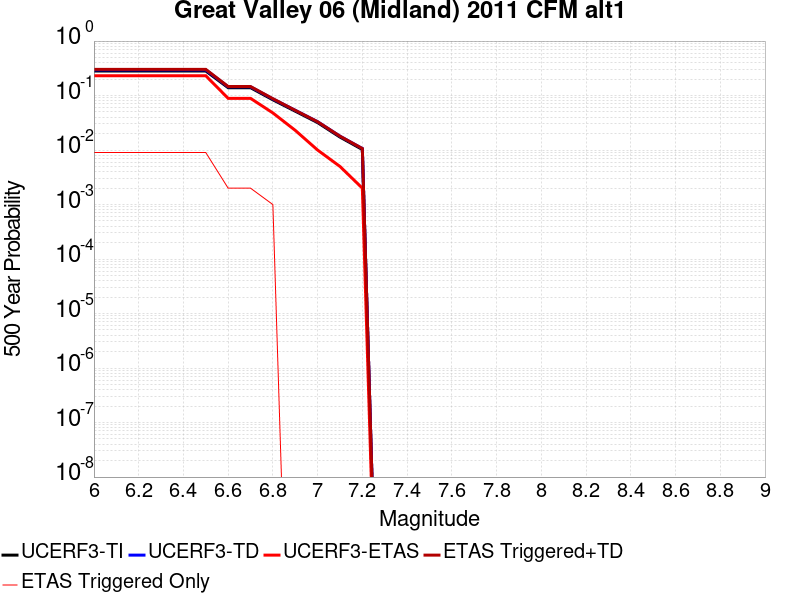 Great Valley 06 (Midland) 2011 CFM alt1
10^0
10^-1
10^-2
10^-3
10^-4
10^-5
10^-6
10^-7
10^-8
500 Year Probability
6 6.2 6.4 6.6 6.8 7 7.2 7.4 7.6 7.8 8 8.2 8.4 8.6 8.8 9
Magnitude
UCERF3-TI UCERF3-TD UCERF3-ETAS ETAS Triggered+TD
ETAS Triggered Only